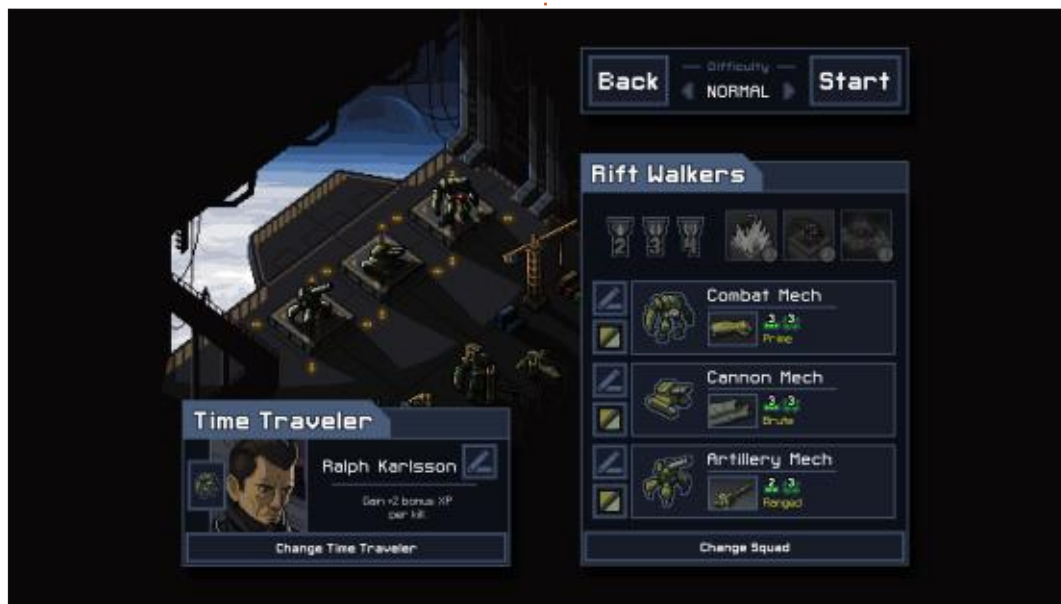 Back
Difficulty
NORMAL
Start
Rift Walkers
2 3 4
Combat Mech
3 3
Prime
Cannon Mech
3 3
Brute
Artillery Mech
2 3
Ranged
Change Squad
Time Traveler
Ralph Karlsson
Gain +2 bonus XP
per kill
Change Time Traveler